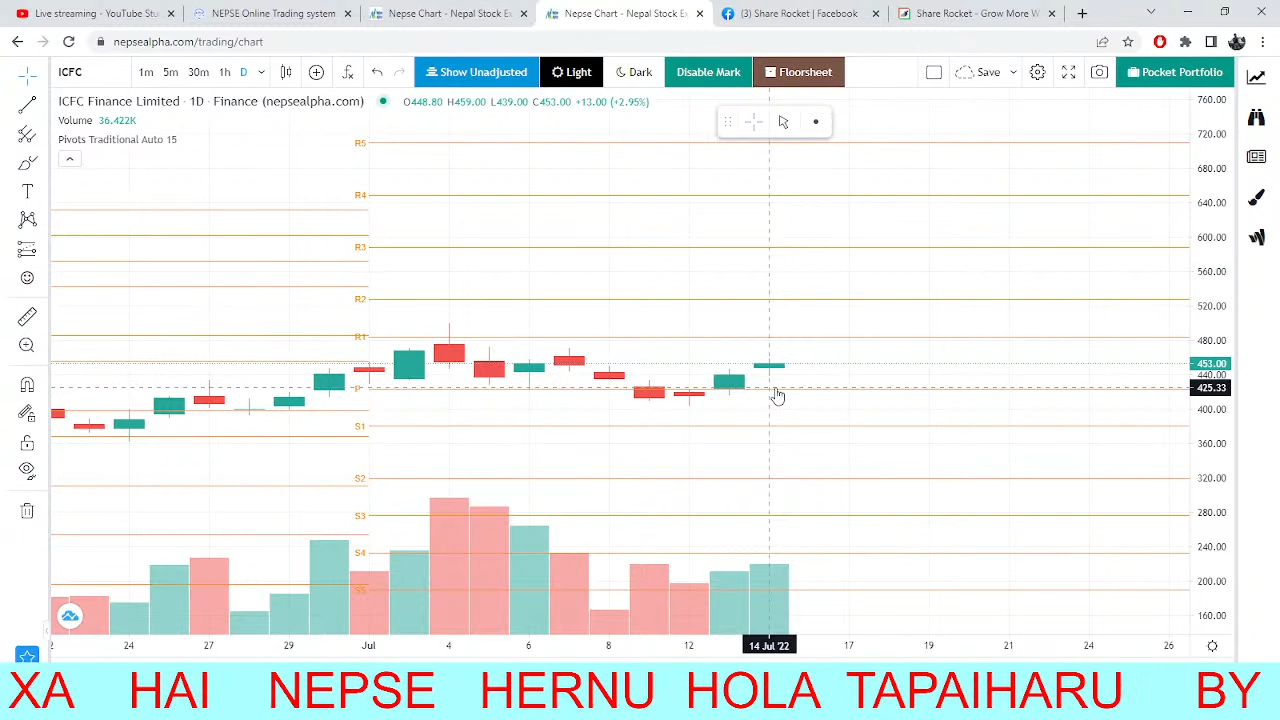 Live streaming - YouTube Stu
NEPSE Online Trading system
Nepse Chart - Nepal Stock Ex
Nepse Chart - Nepal Stock Ex
(3) Share Rocket | Facebook
Share Rocket - Grow More W
nepsealpha.com/trading/chart
ICFC 1m 5m 30m 1h D Show Unadjusted Light Dark Disable Mark Floorsheet Save Pocket Portfolio
ICFC Finance Limited · 1D · Finance (nepsealpha.com) O448.80 H459.00 L439.00 C453.00 +13.00 (+2.95%)
Volume 36.422K
Pivots Traditional Auto 15
R5
R4
R3
R2
R1
P
S1
S2
S3
S4
S5
760.00
720.00
680.00
640.00
600.00
560.00
520.00
480.00
453.00
440.00
425.33
400.00
360.00
320.00
280.00
240.00
200.00
160.00
2 24 27 29 Jul 4 6 8 12 14 Jul '22 17 19 21 24 26
XA HAI NEPSE HERNU HOLA TAPAIHARU BY